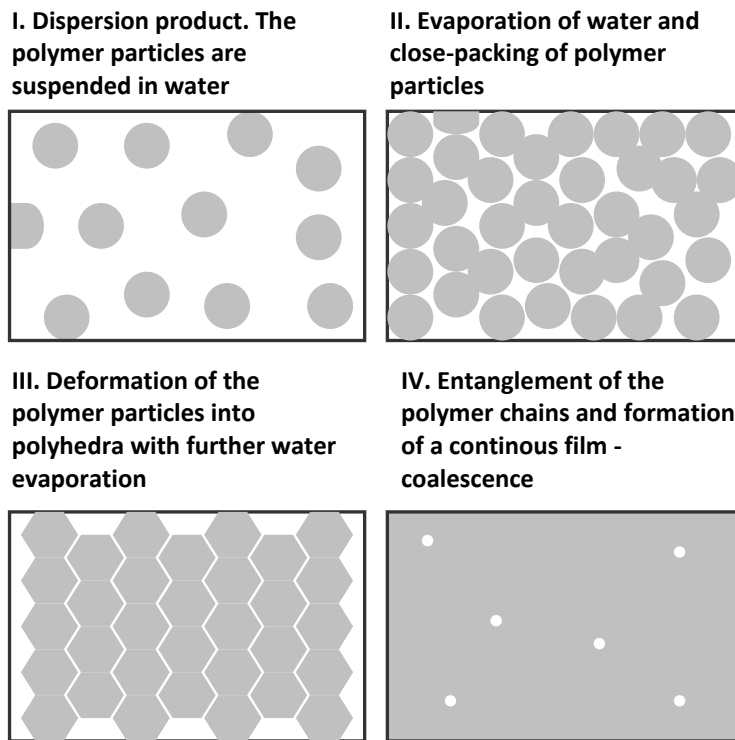 I. Dispersion product. The
polymer particles are
suspended in water
II. Evaporation of water and
close-packing of polymer
particles
III. Deformation of the
polymer particles into
polyhedra with further water
evaporation
IV. Entanglement of the
polymer chains and formation
of a continous film -
coalescence